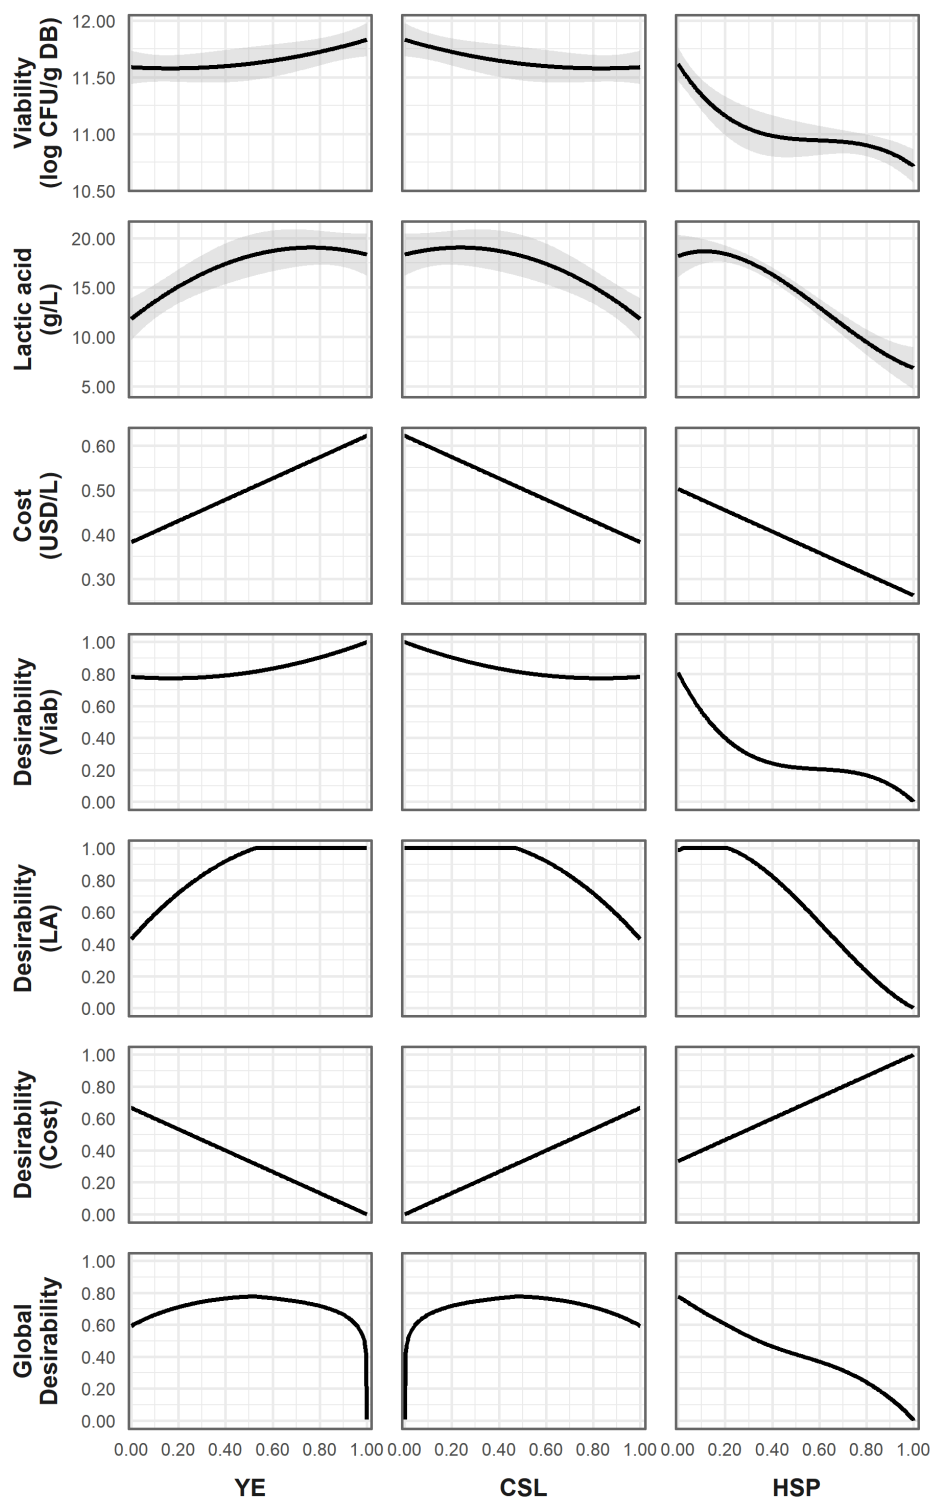 Viability
(log CFU/g DB)
12.00
11.50
11.00
10.50
Lactic acid
(g/L)
20.00
15.00
10.00
5.00
Cost
(USD/L)
0.60
0.50
0.40
0.30
Desirability
(Viab)
1.00
0.80
0.60
0.40
0.20
0.00
Desirability
(LA)
1.00
0.80
0.60
0.40
0.20
0.00
Desirability
(Cost)
1.00
0.80
0.60
0.40
0.20
0.00
Global
Desirability
1.00
0.80
0.60
0.40
0.20
0.00
0.00 0.20 0.40 0.60 0.80 1.00 0.00 0.20 0.40 0.60 0.80 1.00 0.00 0.20 0.40 0.60 0.80 1.00
YE CSL HSP